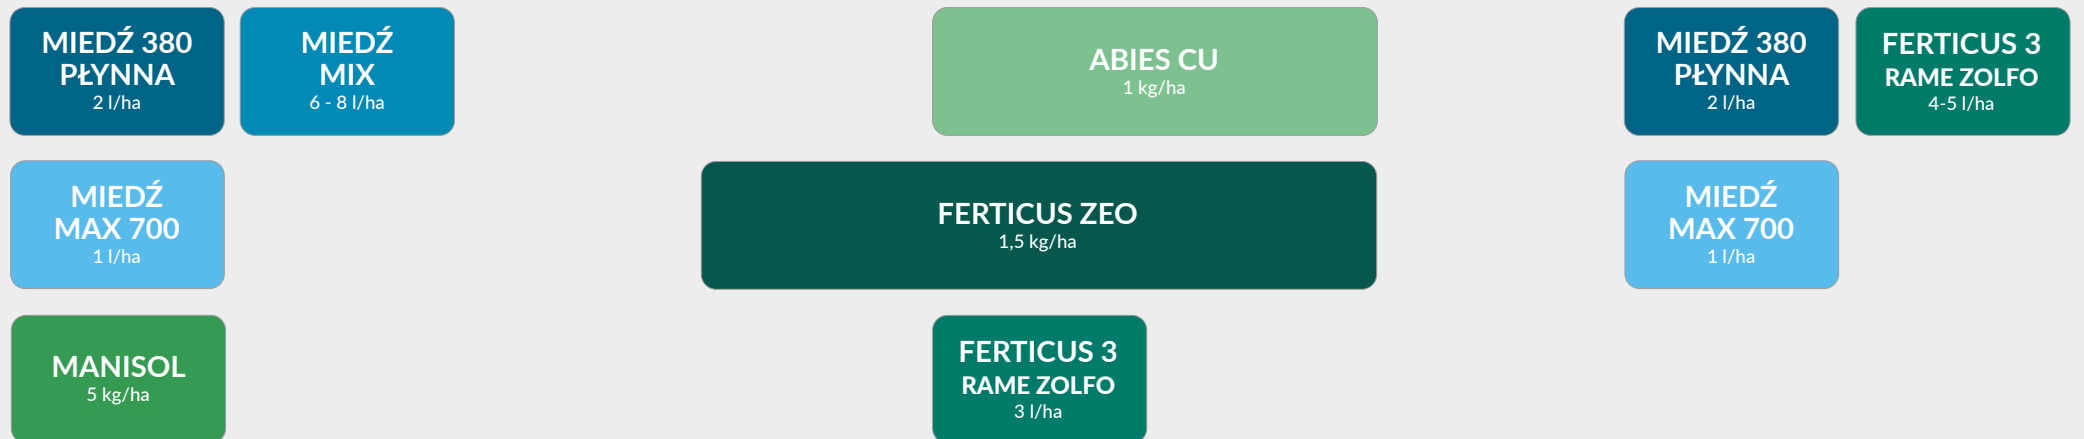 MIEDŹ 380
PŁYNNA
2 l/ha
MIEDŹ
MIX
6 - 8 l/ha
ABIES CU
1 kg/ha
MIEDŹ 380
PŁYNNA
2 l/ha
FERTICUS 3
RAME ZOLFO
4-5 l/ha
MIEDŹ
MAX 700
1 l/ha
FERTICUS ZEO
1,5 kg/ha
MIEDŹ
MAX 700
1 l/ha
MANISOL
5 kg/ha
FERTICUS 3
RAME ZOLFO
3 l/ha